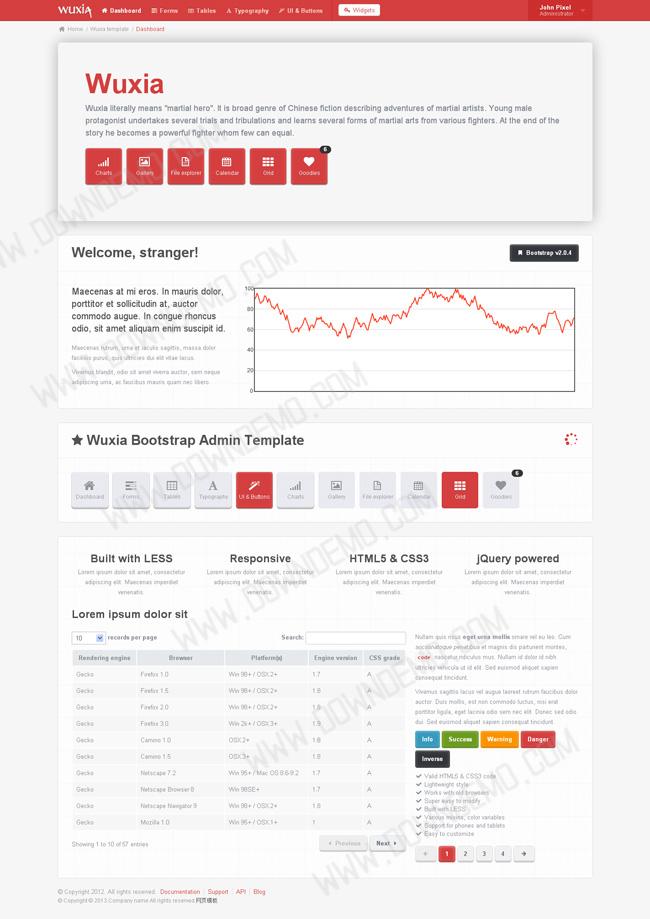 wuxia Dashboard Forms Tables Typography UI & Buttons Widgets John Pixel
Administrator
Home / Wuxia template / Dashboard
Wuxia
Wuxia literally means "martial hero". It is broad genre of Chinese fiction describing adventures of martial artists. Young male
protagonist undertakes several trials and tribulations and learns several forms of martial arts from various fighters. At the end of the
story he becomes a powerful fighter whom few can equal.
6
Charts Gallery File explorer Calendar Grid Goodies
Welcome, stranger!
Bootstrap v2.0.4
Maecenas at mi eros. In mauris dolor,
porttitor et sollicitudin at, auctor
commodo augue. In congue rhoncus
odio, sit amet aliquam enim suscipit id.
Maecenas rutrum, urna et iaculis sagittis, massa dolor
facilisis purus, quis ultricies dui elit vitae lacus.
Vivamus blandit, odio sit amet viverra auctor, sem neque
adipiscing urna, ac faucibus mauris quam nec libero.
100
80
60
40
20
0
Wuxia Bootstrap Admin Template
6
Dashboard Forms Tables Typography UI & Buttons Charts Gallery File explorer Calendar Grid Goodies
Built with LESS Responsive HTML5 & CSS3 jQuery powered
Lorem ipsum dolor sit amet, consectetur Lorem ipsum dolor sit amet, consectetur Lorem ipsum dolor sit amet, consectetur Lorem ipsum dolor sit amet, consectetur
adipiscing elit. Maecenas imperdiet adipiscing elit. Maecenas imperdiet adipiscing elit. Maecenas imperdiet adipiscing elit. Maecenas imperdiet
venenatis. venenatis. venenatis. venenatis.
Lorem ipsum dolor sit
10 records per page Search:
Rendering engine Browser Platform(s) Engine version CSS grade
Gecko Firefox 1.0 Win 98+ / OSX.2+ 1.7 A
Gecko Firefox 1.5 Win 98+ / OSX.2+ 1.8 A
Gecko Firefox 2.0 Win 98+ / OSX.2+ 1.8 A
Gecko Firefox 3.0 Win 2k+ / OSX.3+ 1.9 A
Gecko Camino 1.0 OSX.2+ 1.8 A
Gecko Camino 1.5 OSX.3+ 1.8 A
Gecko Netscape 7.2 Win 95+ / Mac OS 8.6-9.2 1.7 A
Gecko Netscape Browser 8 Win 98SE+ 1.7 A
Gecko Netscape Navigator 9 Win 98+ / OSX.2+ 1.8 A
Gecko Mozilla 1.0 Win 95+ / OSX.1+ 1 A
Showing 1 to 10 of 57 entries Previous Next
Nullam quis risus eget urna mollis ornare vel eu leo. Cum
sociis natoque penatibus et magnis dis parturient montes,
code nascetur ridiculus mus. Nullam id dolor id nibh
ultricies vehicula ut id elit. Sed euismod aliquet sapien
consequat tincidunt.
Vivamus sagittis lacus vel augue laoreet rutrum faucibus dolor
auctor. Duis mollis, est non commodo luctus, nisi erat
porttitor ligula, eget lacinia odio sem nec elit. Donec sed odio
dui. Sed euismod aliquet sapien consequat tincidunt.
Info Success Warning Danger
Inverse
Valid HTML5 & CSS3 code
Lightweight style
Works with old browsers
Super easy to modify
Built with LESS
Various mixins, color variables
Support for phones and tablets
Easy to customize
← 1 2 3 4 →
© Copyright 2012. All rights reserved. Documentation Support API Blog
Copyright © 2013.Company name All rights reserved.网页模板
WWW.DOWNDEMO.COM
WWW.DOWNDEMO.COM
WWW.DOWNDEMO.COM
WWW.DOWNDEMO.COM
WWW.DOWNDEMO.COM
WWW.DOWNDEMO.COM
WWW.DOWNDEMO.COM